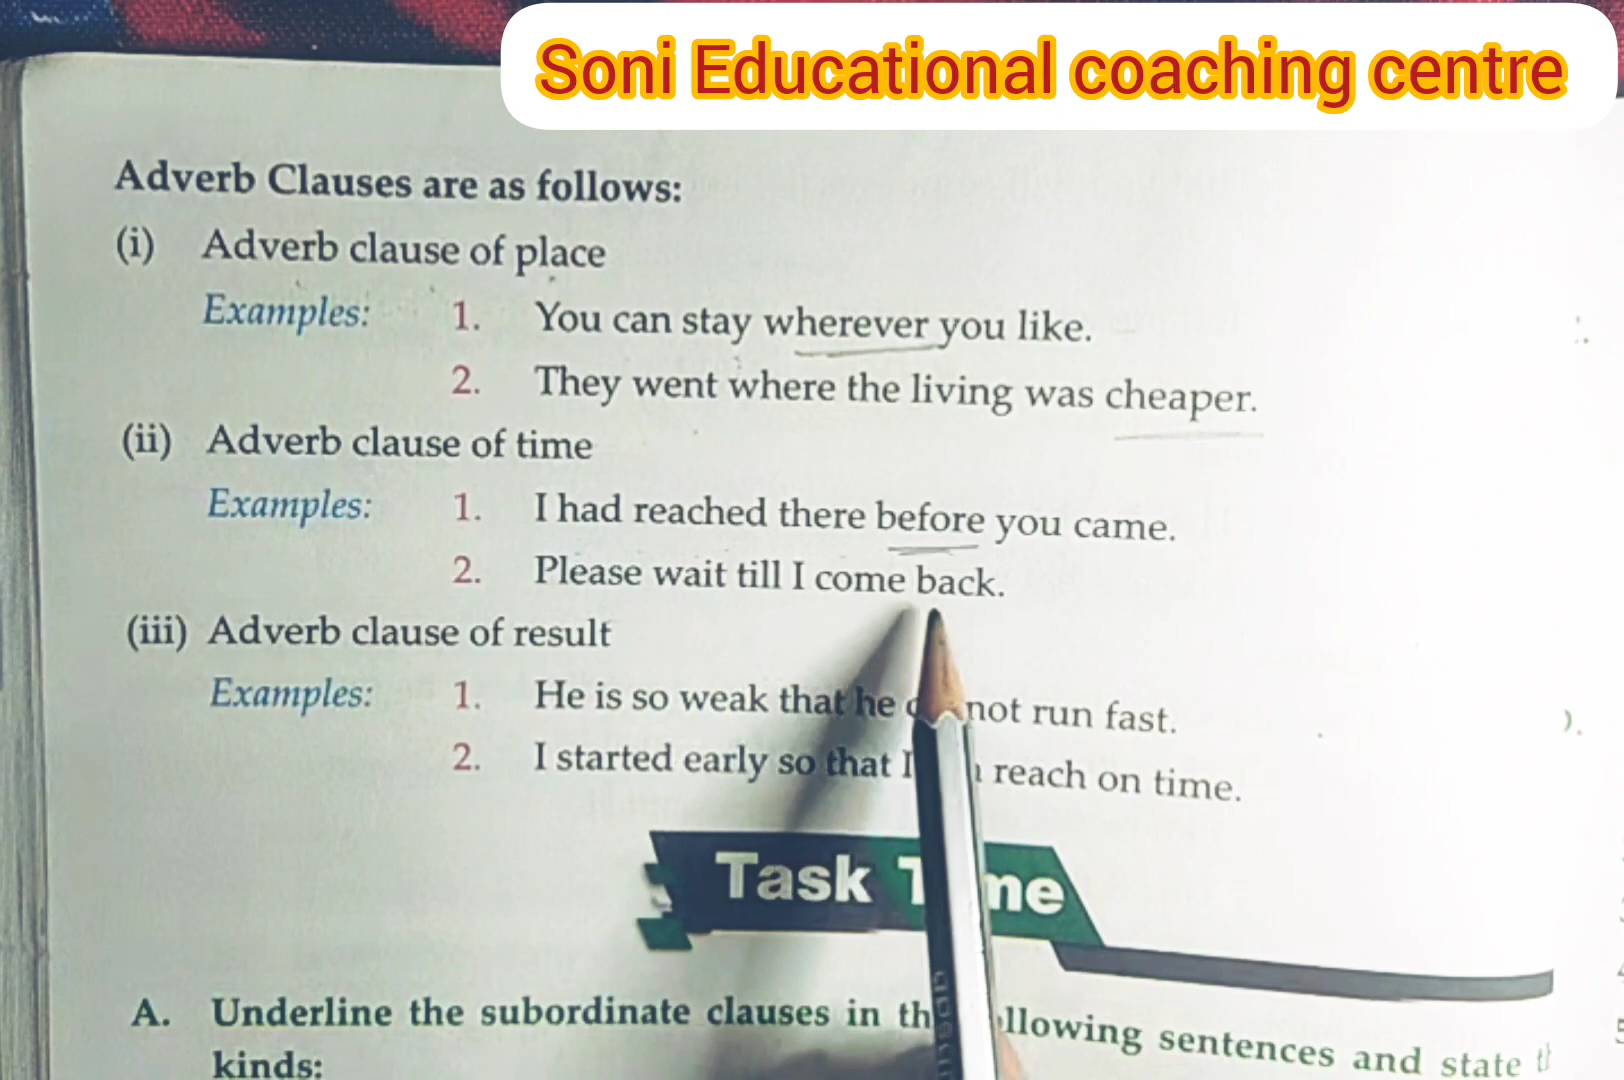 Soni Educational coaching centre
Adverb Clauses are as follows:
(i) Adverb clause of place
Examples: 1. You can stay wherever you like.
2. They went where the living was cheaper.
(ii) Adverb clause of time
Examples: 1. I had reached there before you came.
2. Please wait till I come back.
(iii) Adverb clause of result
Examples: 1. He is so weak that he not run fast.
2. I started early so that I reach on time.
Task
A. Underline the subordinate clauses in sentences and state
kinds: